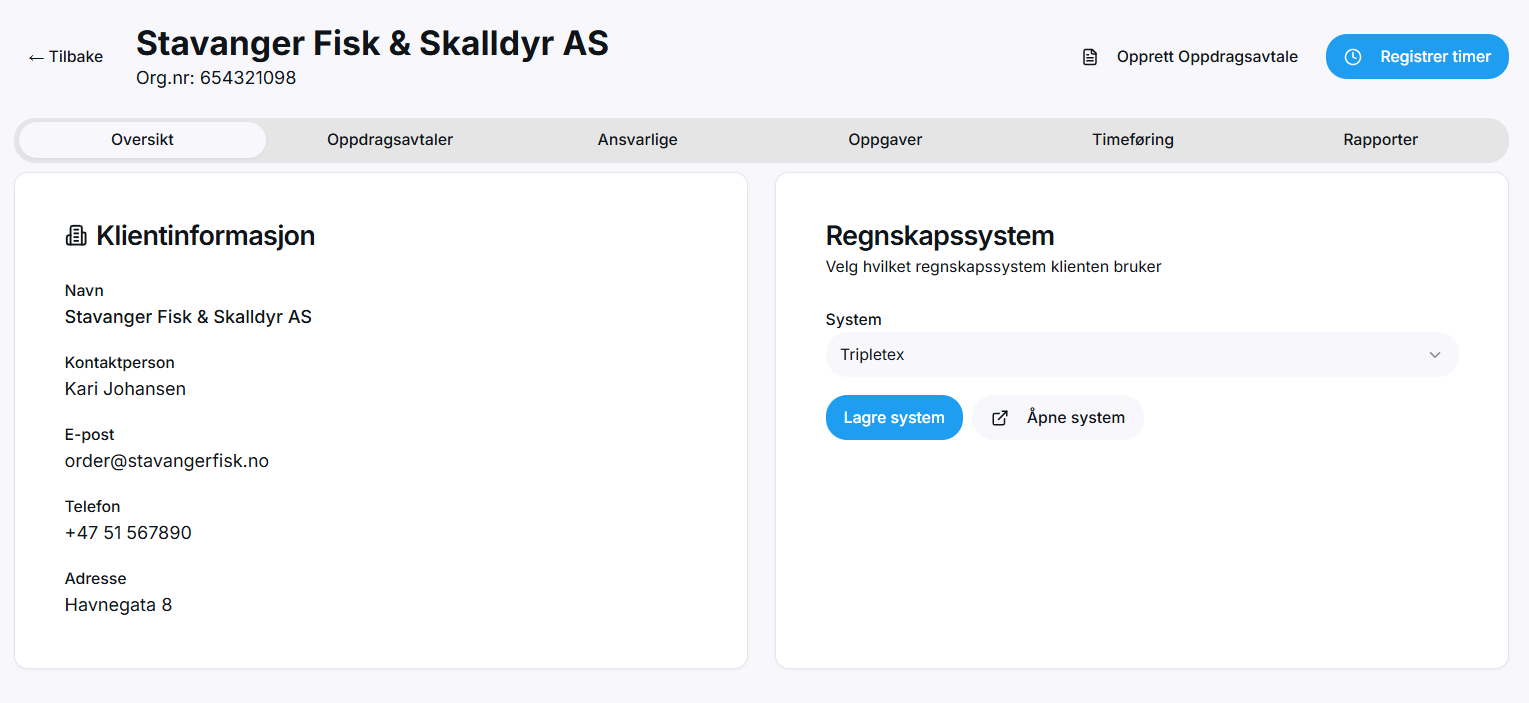 ← Tilbake
Stavanger Fisk & Skalldyr AS
Org.nr: 654321098
Opprett Oppdragsavtale
Registrer timer
Oversikt
Oppdragsavtaler
Ansvarlige
Oppgaver
Timeføring
Rapporter
Klientinformasjon
Navn
Stavanger Fisk & Skalldyr AS
Kontaktperson
Kari Johansen
E-post
order@stavangerfisk.no
Telefon
+47 51 567890
Adresse
Havnegata 8
Regnskapssystem
Velg hvilket regnskapssystem klienten bruker
System
Tripletex
Lagre system
Åpne system